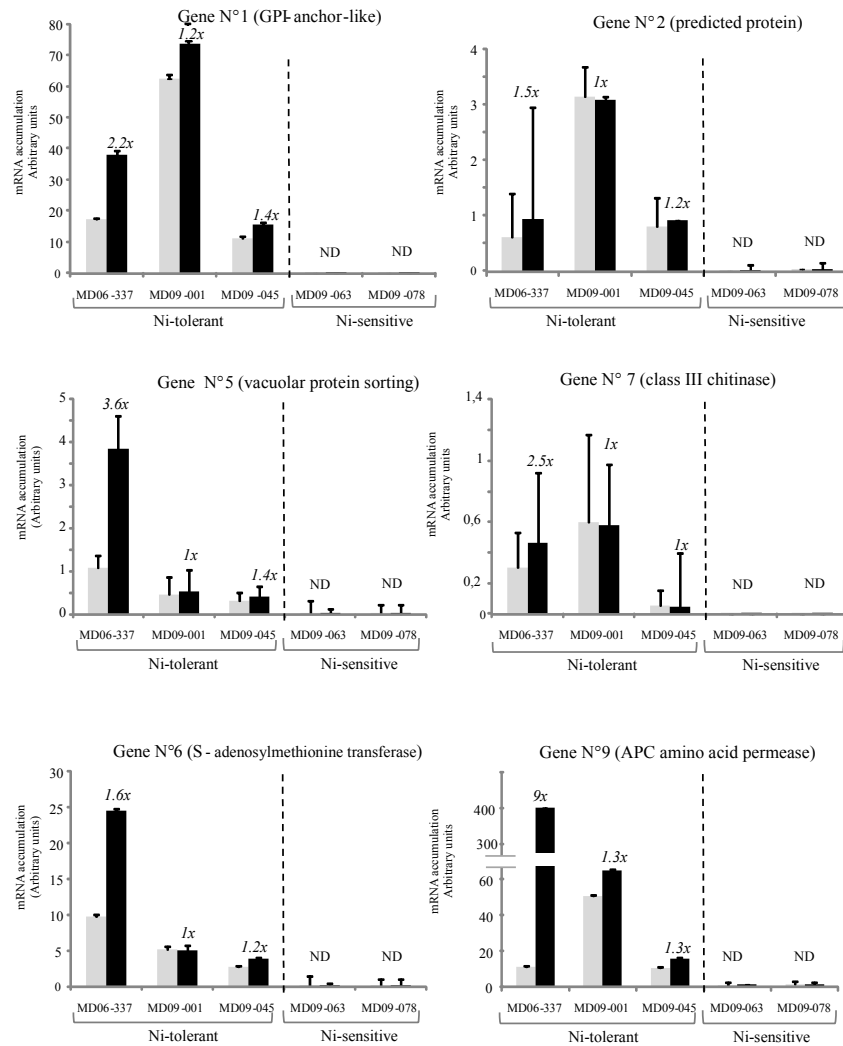 Gene N°1 (GPI-anchor-like)
mRNA accumulation
Arbitrary units
80
70
60
50
40
30
20
10
0
2.2x
1.2x
1.4x
ND
ND
MD06-337
MD09-001
MD09-045
MD09-063
MD09-078
Ni-tolerant
Ni-sensitive
Gene N°2 (predicted protein)
mRNA accumulation
Arbitrary units
4
3
2
1
0
1.5x
1x
1.2x
ND
ND
MD06-337
MD09-001
MD09-045
MD09-063
MD09-078
Ni-tolerant
Ni-sensitive
Gene N°5 (vacuolar protein sorting)
mRNA accumulation
(Arbitrary units)
5
4
3
2
1
0
3.6x
1x
1.4x
ND
ND
MD06-337
MD09-001
MD09-045
MD09-063
MD09-078
Ni-tolerant
Ni-sensitive
Gene N° 7 (class III chitinase)
mRNA accumulation
Arbitrary units
1,4
1
0,6
0,2
0
2.5x
1x
1x
ND
ND
MD06-337
MD09-001
MD09-045
MD09-063
MD09-078
Ni-tolerant
Ni-sensitive
Gene N°6 (S - adenosylmethionine transferase)
mRNA accumulation
(Arbitrary units)
30
25
20
15
10
5
0
1.6x
1x
1.2x
ND
ND
MD06-337
MD09-001
MD09-045
MD09-063
MD09-078
Ni-tolerant
Ni-sensitive
Gene N°9 (APC amino acid permease)
mRNA accumulation
Arbitrary units
400
300
60
40
20
0
9x
1.3x
1.3x
ND
ND
MD06-337
MD09-001
MD09-045
MD09-063
MD09-078
Ni-tolerant
Ni-sensitive